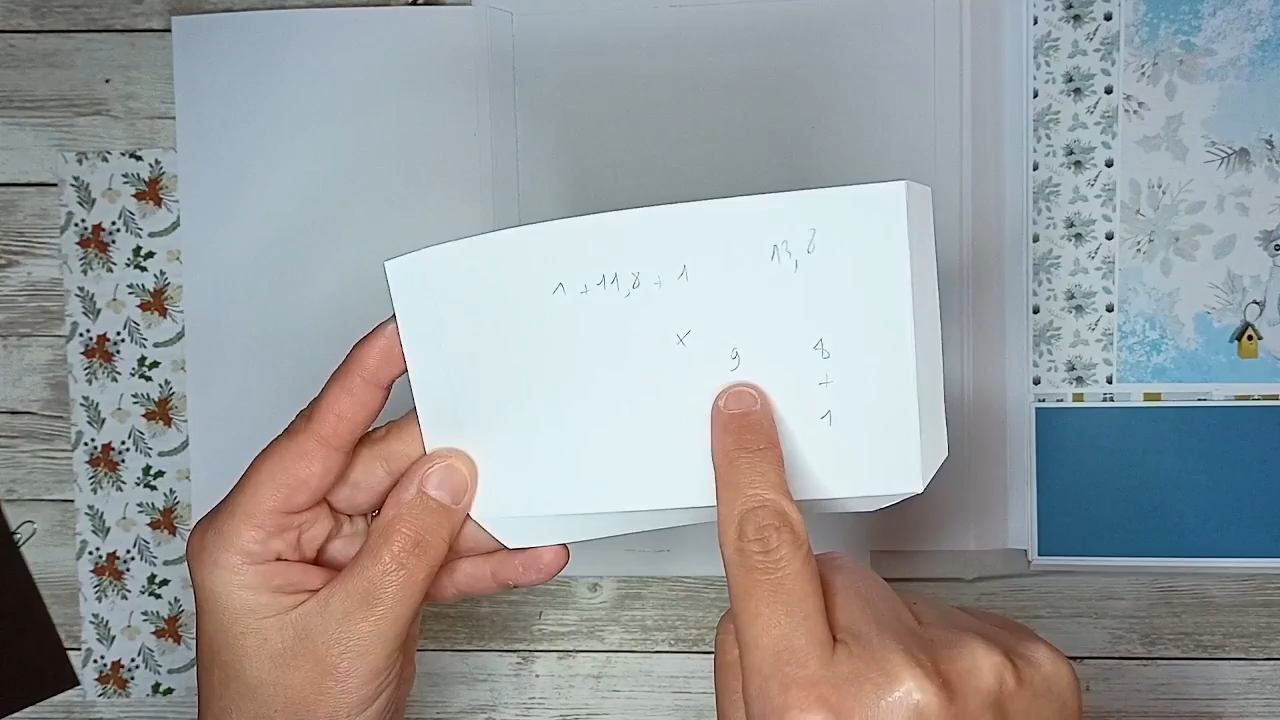 1 + 11,8 + 1
13,8
x
9
8
+
1